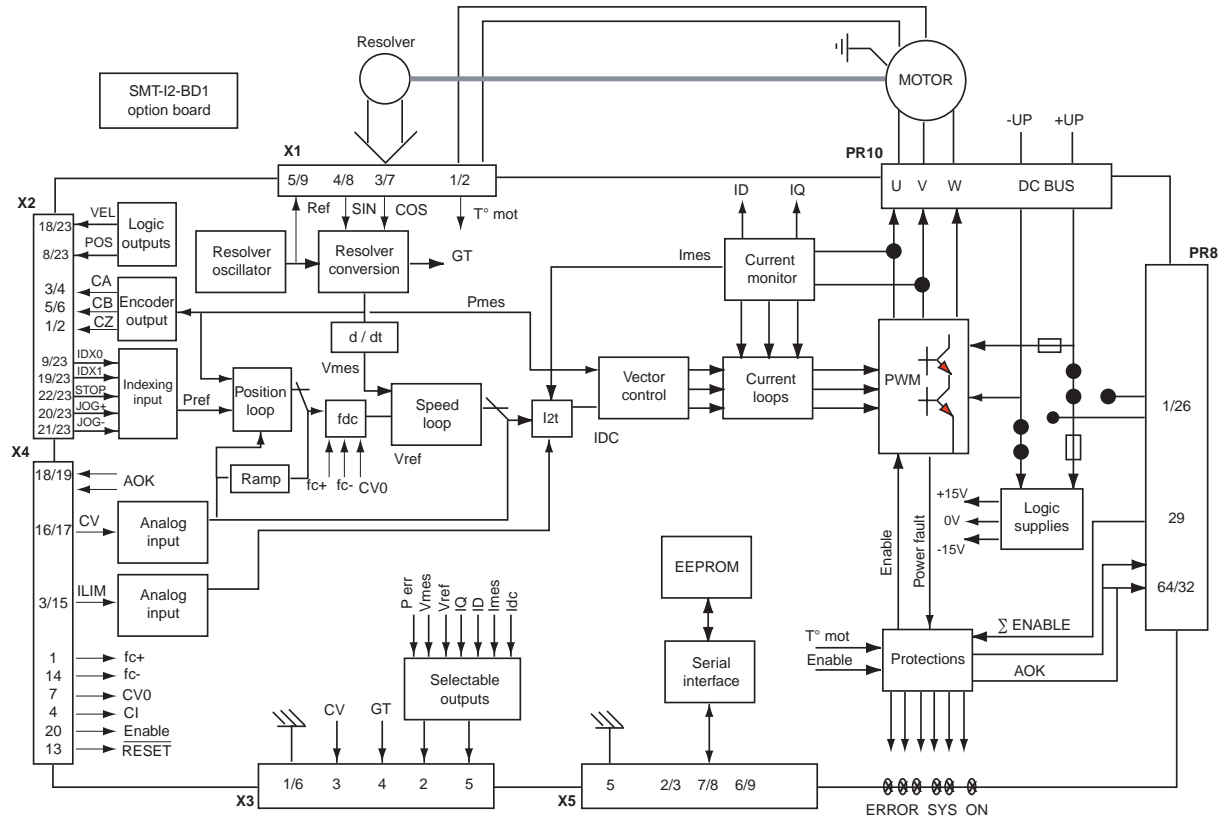 Resolver
MOTOR
SMT-I2-BD1
option board
-UP +UP
X1
PR10
5/9 4/8 3/7 1/2
U V W DC BUS
X2
Ref SIN COS T° mot
ID IQ
VEL
18/23
POS
8/23
Logic
outputs
Resolver
oscillator
Resolver
conversion
GT
Imes
Current
monitor
PR8
3/4 CA
5/6 CB
1/2 CZ
Encoder
output
Pmes
d / dt
Vmes
9/23 IDX0
19/23 IDX1
22/23 STOP
20/23 JOG+
21/23 JOG-
Indexing
input
Pref
Position
loop
fdc
Speed
loop
Vref
I2t
IDC
Vector
control
Current
loops
PWM
1/26
X4
Ramp
fc+ fc- CV0
18/19
AOK
16/17 CV
Analog
input
3/15 ILIM
Analog
input
+15V
0V
-15V
Logic
supplies
29
64/32
Enable
Power fault
EEPROM
P err
Vmes
Vref
IQ
ID
Imes
Idc
Selectable
outputs
Serial
interface
T° mot
Enable
Protections
∑ ENABLE
AOK
1 fc+
14 fc-
7 CV0
4 CI
20 Enable
13 RESET
CV GT
1/6 3 4 2 5
X3
5 2/3 7/8 6/9
X5
ERROR SYS ON